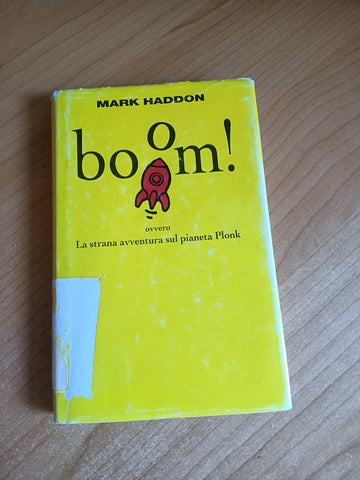 MARK HADDON
boom!
ovvero
La strana avventura sul pianeta Plonk